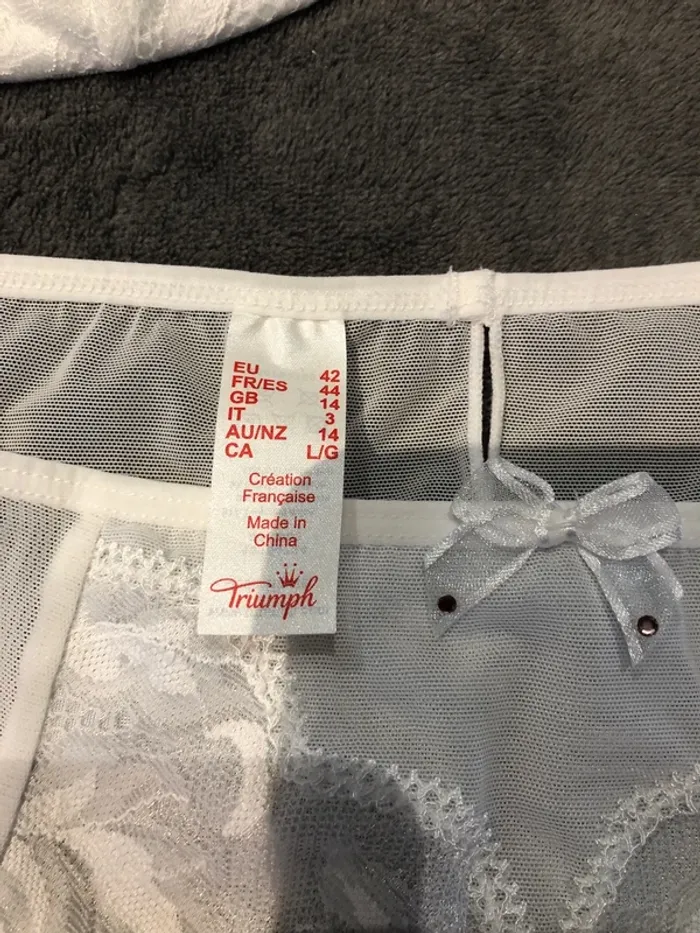 EU 42
FR/ES 44
GB 14
IT 3
AU/NZ 14
CA L/G
Création
Française
Made in
China
Triumph